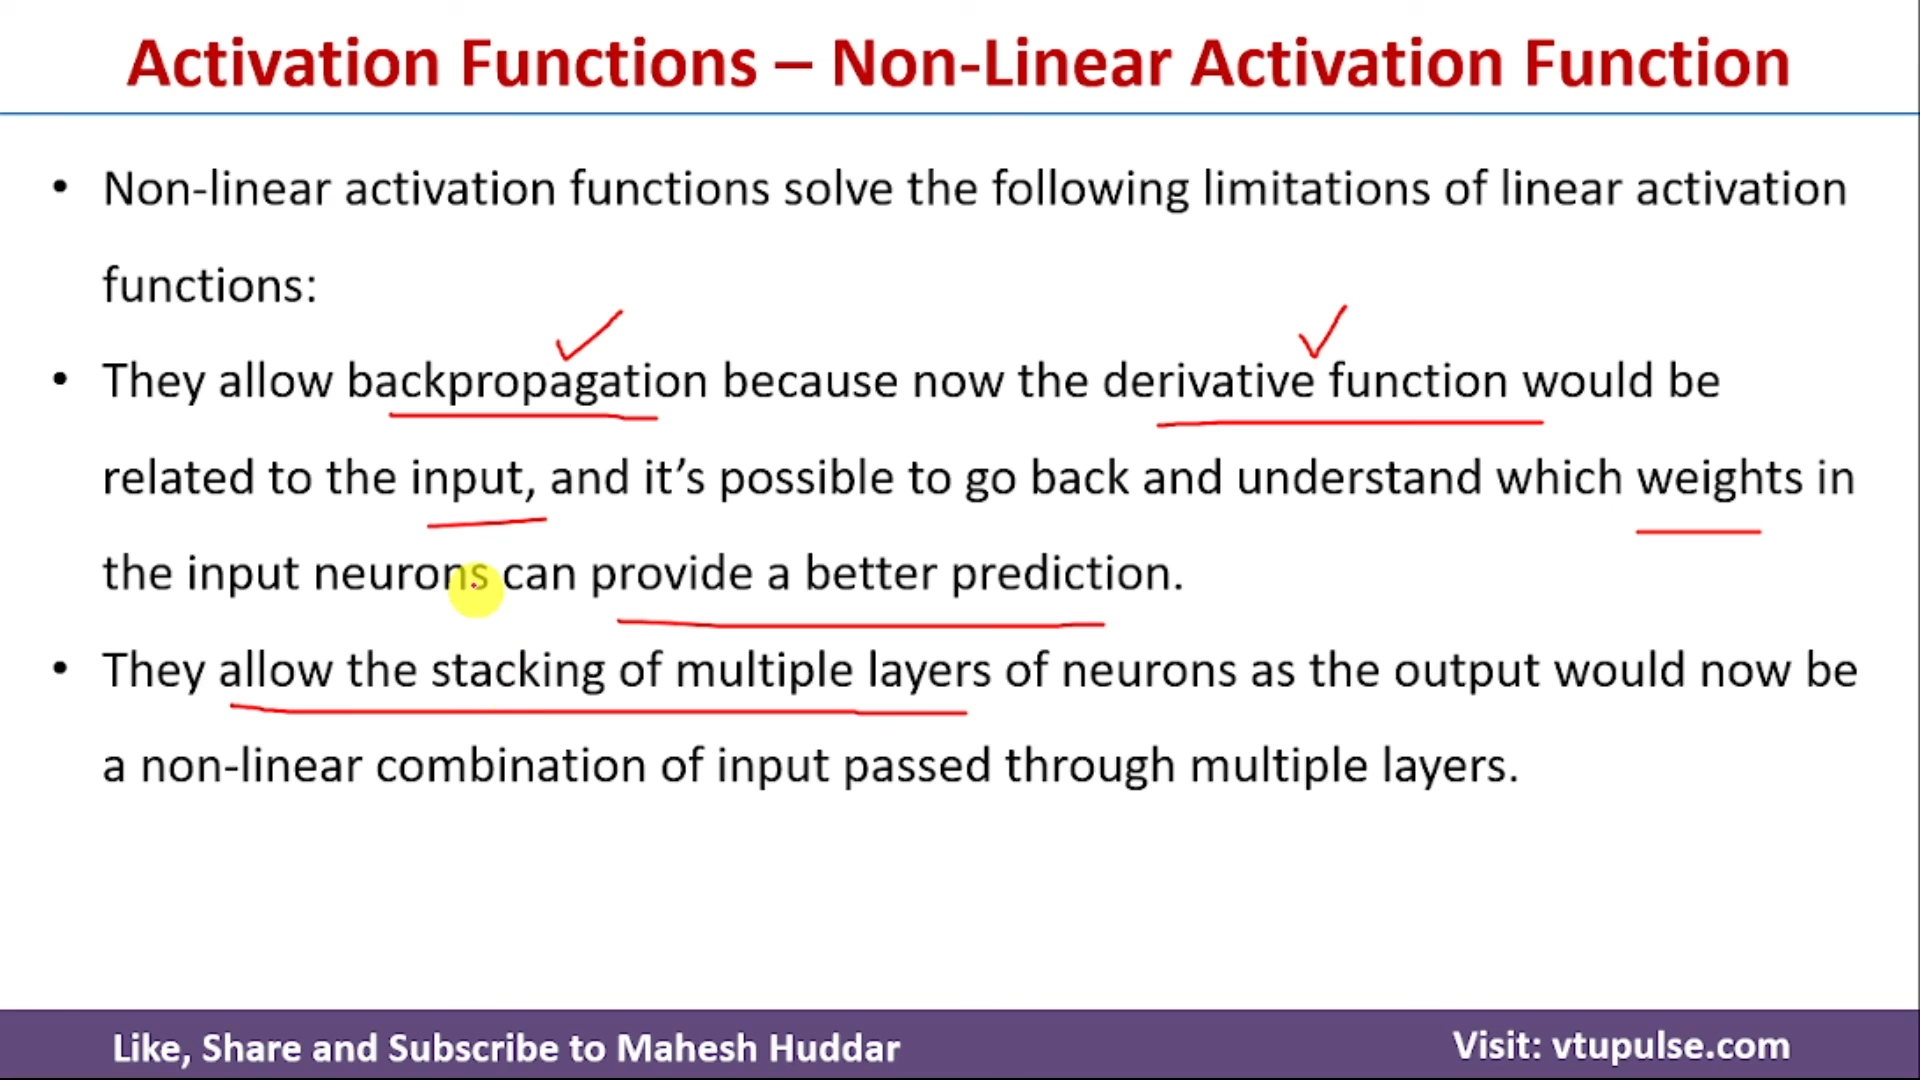 Activation Functions – Non-Linear Activation Function
• Non-linear activation functions solve the following limitations of linear activation
functions:
• They allow backpropagation because now the derivative function would be
related to the input, and it’s possible to go back and understand which weights in
the input neurons can provide a better prediction.
• They allow the stacking of multiple layers of neurons as the output would now be
a non-linear combination of input passed through multiple layers.
Like, Share and Subscribe to Mahesh Huddar
Visit: vtupulse.com